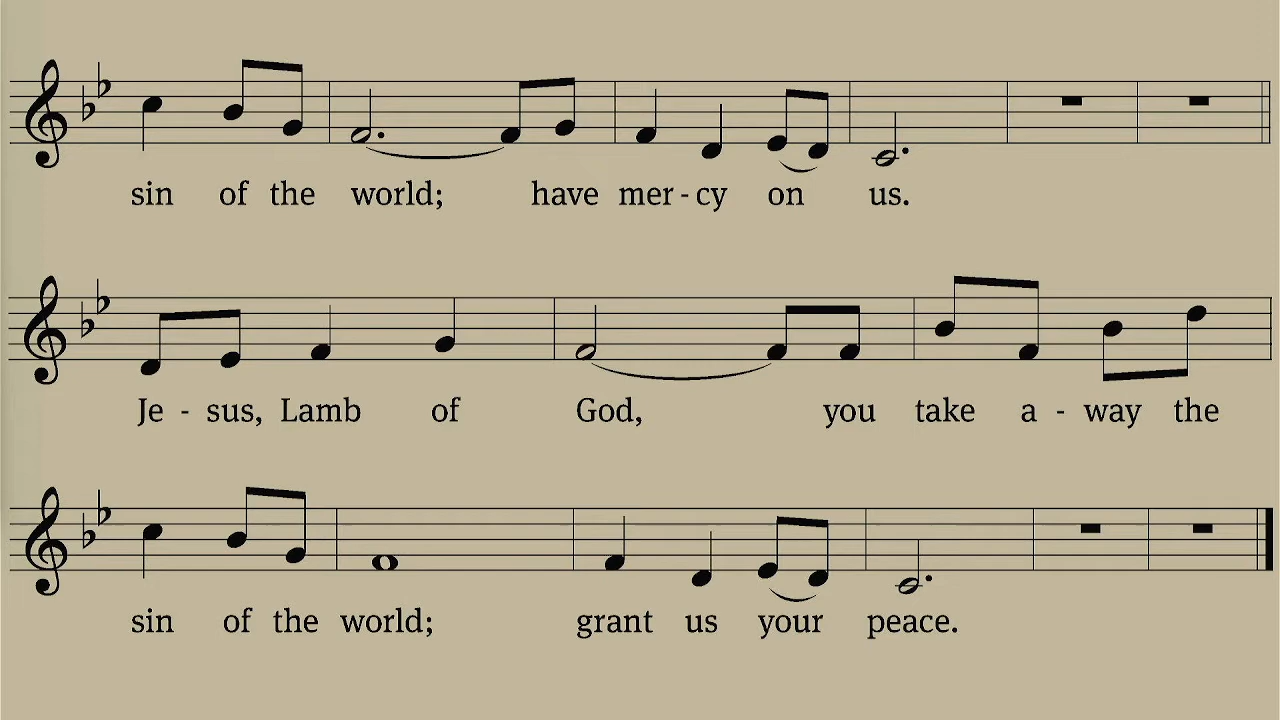 sin of the world; have mer - cy on us.
Je - sus, Lamb of God, you take a - way the
sin of the world; grant us your peace.